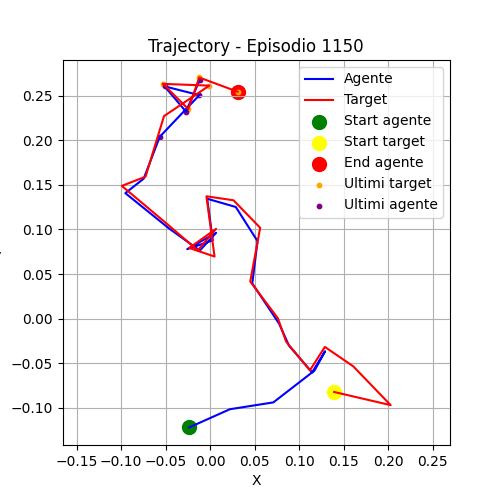 Trajectory - Episodio 1150
Agente
Target
Start agente
Start target
End agente
Ultimi target
Ultimi agente
0.25
0.20
0.15
0.10
0.05
0.00
−0.05
−0.10
−0.15 −0.10 −0.05 0.00 0.05 0.10 0.15 0.20 0.25
X